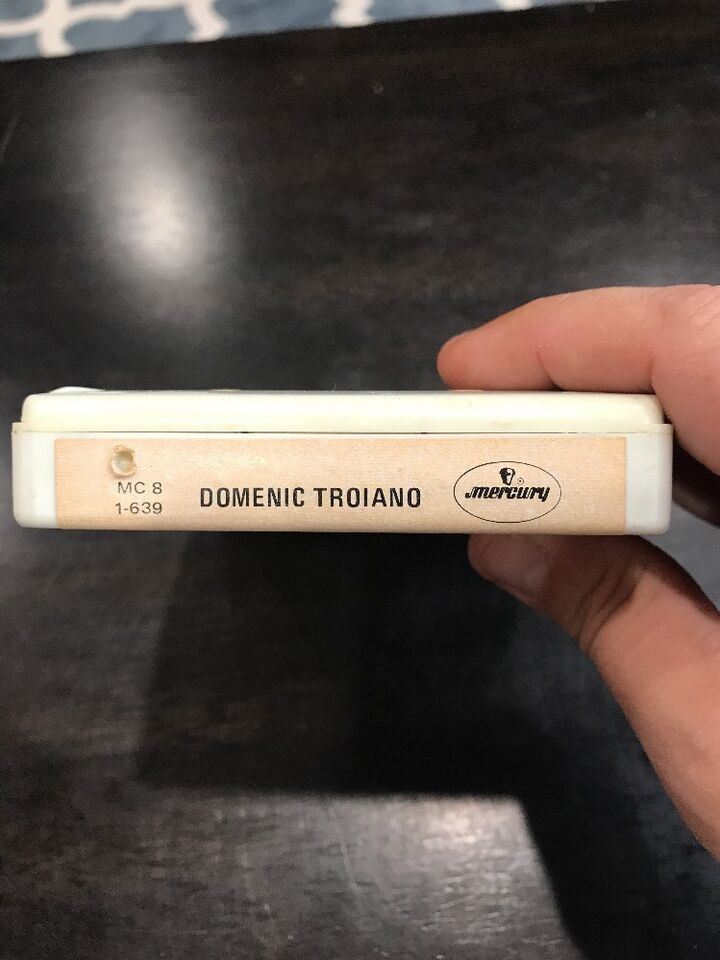 MC 8
1-639
DOMENIC TROIANO
mercury
®